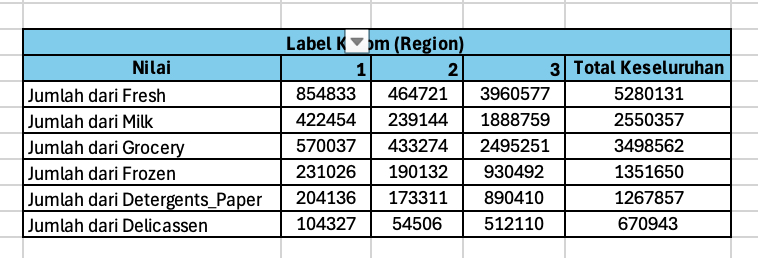 Label K om (Region)
Nilai 1 2 3 Total Keseluruhan
Jumlah dari Fresh 854833 464721 3960577 5280131
Jumlah dari Milk 422454 239144 1888759 2550357
Jumlah dari Grocery 570037 433274 2495251 3498562
Jumlah dari Frozen 231026 190132 930492 1351650
Jumlah dari Detergents_Paper 204136 173311 890410 1267857
Jumlah dari Delicassen 104327 54506 512110 670943